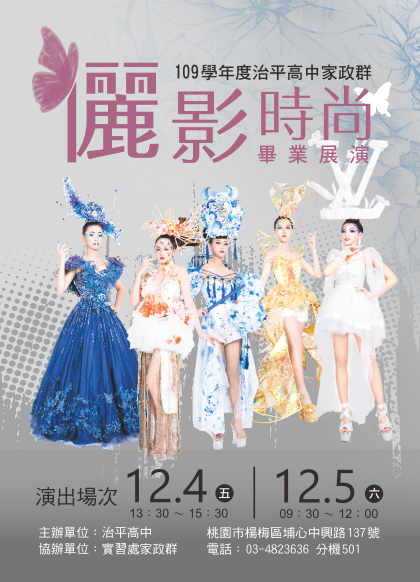 109學年度治平高中家政群
儷影時尚
畢業展演
LV
演出場次 12.4 五 12.5 六
13：30 ～ 15：30 09：30 ～ 12：00
主辦單位：治平高中 桃園市楊梅區埔心中興路137號
協辦單位：實習處家政群 電話： 03-4823636 分機501